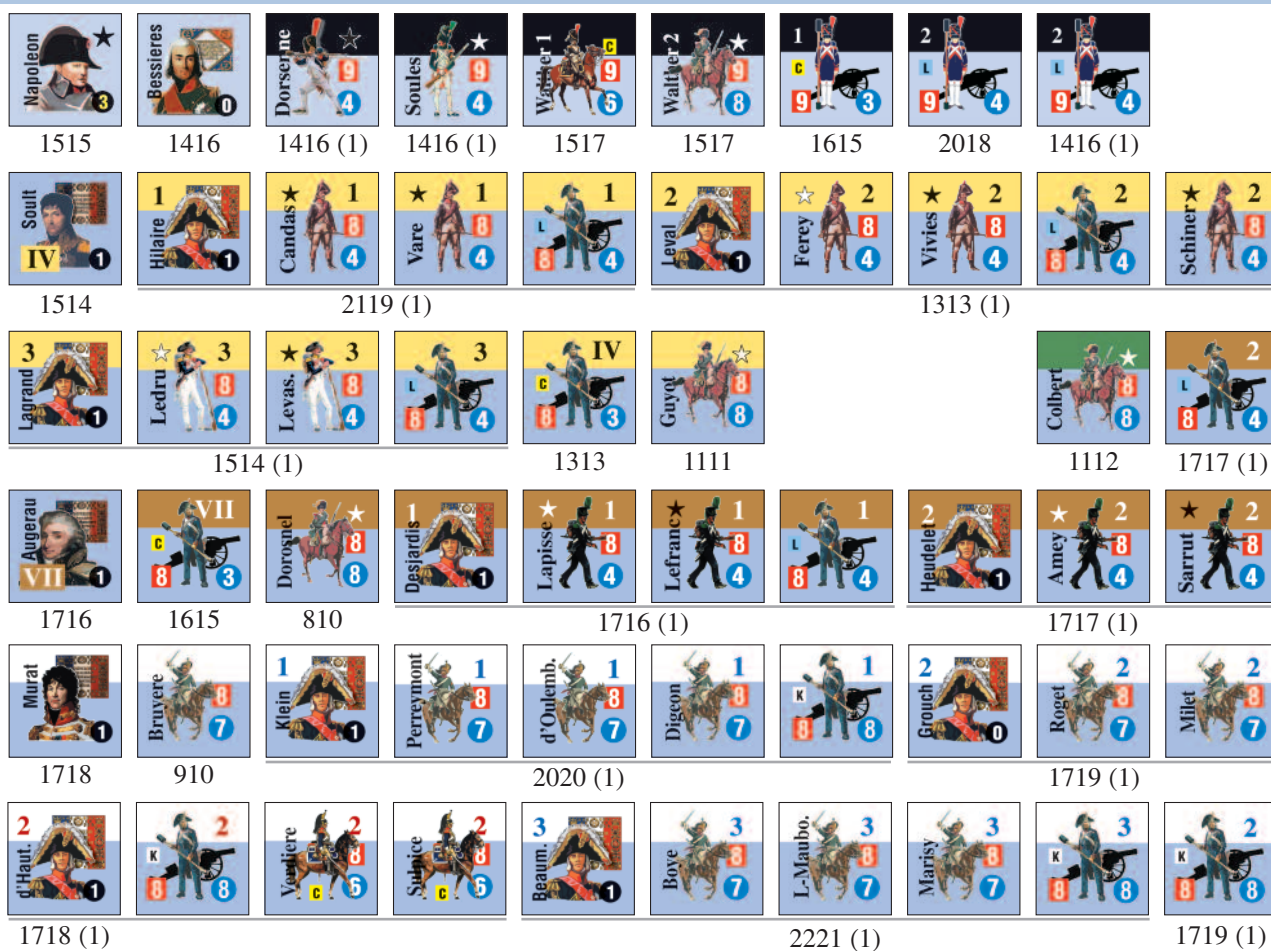 Napoleon 3
Bessieres 0
Dorsenne 9 4
Soules 9 4
Walther 1 C 9 6
Walther 2 9 8
1 C 9 3
2 L 9 4
2 L 9 4
1515 1416 1416 (1) 1416 (1) 1517 1517 1615 2018 1416 (1)
Soult IV 1
1 Hilaire 1
Candas 1 8 4
Vare 1 8 4
1 L 8 4
2 Leval 1
Ferey 2 8 4
Vivies 2 8 4
2 L 8 4
Schiner 2 8 4
1514 2119 (1) 1313 (1)
3 Lagrand 1
Ledru 3 8 4
Levas. 3 8 4
3 L 8 4
IV C 8 3
Guyot 8 8
Colbert 8 8
2 L 8 4
1514 (1) 1313 1111 1112 1717 (1)
Augerau VII 1
VII C 8 3
Dorosnel 8 8
1 Desjardis 1
Lapisse 1 8 4
Lefranc 1 8 4
1 L 8 4
2 Heudelet 1
Amey 2 8 4
Sarrut 2 8 4
1716 1615 810 1716 (1) 1717 (1)
Murat 1
Bruyere 8 7
1 Klein 1
Perreymont 1 8 7
d'Oulemb. 1 8 7
Digeon 1 8 7
1 K 8 8
2 Grouch 0
Roget 2 8 7
Milet 2 8 7
1718 910 2020 (1) 1719 (1)
2 d'Haut. 1
2 K 8 8
Verdiere 2 8 C 6
Sulpice 2 8 C 6
3 Beaum. 1
Boye 3 8 7
L-Maubo. 3 8 7
Marisy 3 8 7
3 K 8 8
2 K 8 8
1718 (1) 2221 (1) 1719 (1)